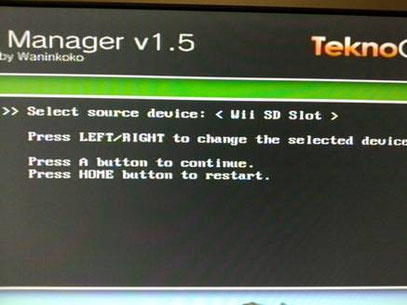 Manager v1.5
by Waninkoko
Tekno
>> Select source device: < Wii SD Slot >
Press LEFT/RIGHT to change the selected device
Press A button to continue.
Press HOME button to restart.